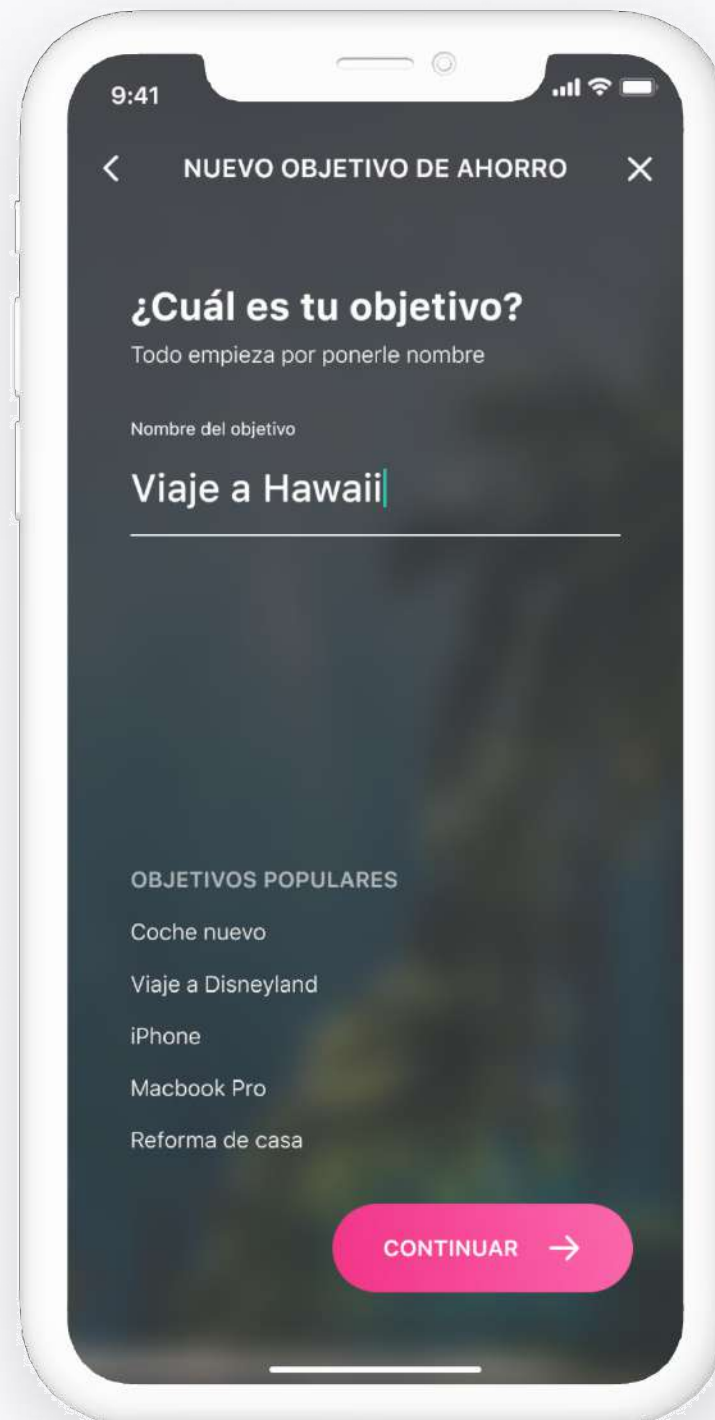 9:41
NUEVO OBJETIVO DE AHORRO
¿Cuál es tu objetivo?
Todo empieza por ponerle nombre
Nombre del objetivo
Viaje a Hawaii
OBJETIVOS POPULARES
Coche nuevo
Viaje a Disneyland
iPhone
Macbook Pro
Reforma de casa
CONTINUAR